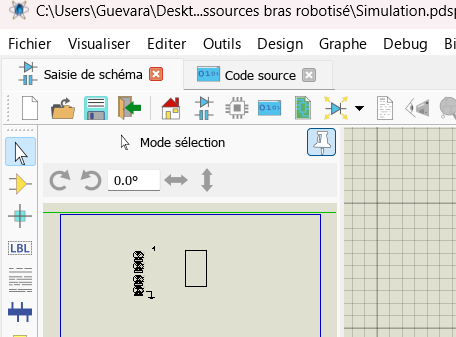 C:\Users\Guevara\Deskt...ssources bras robotisé\Simulation.pdsp
Fichier Visualiser Editer Outils Design Graphe Debug Bi
Saisie de schéma Code source
Mode sélection
0.0°
LBL